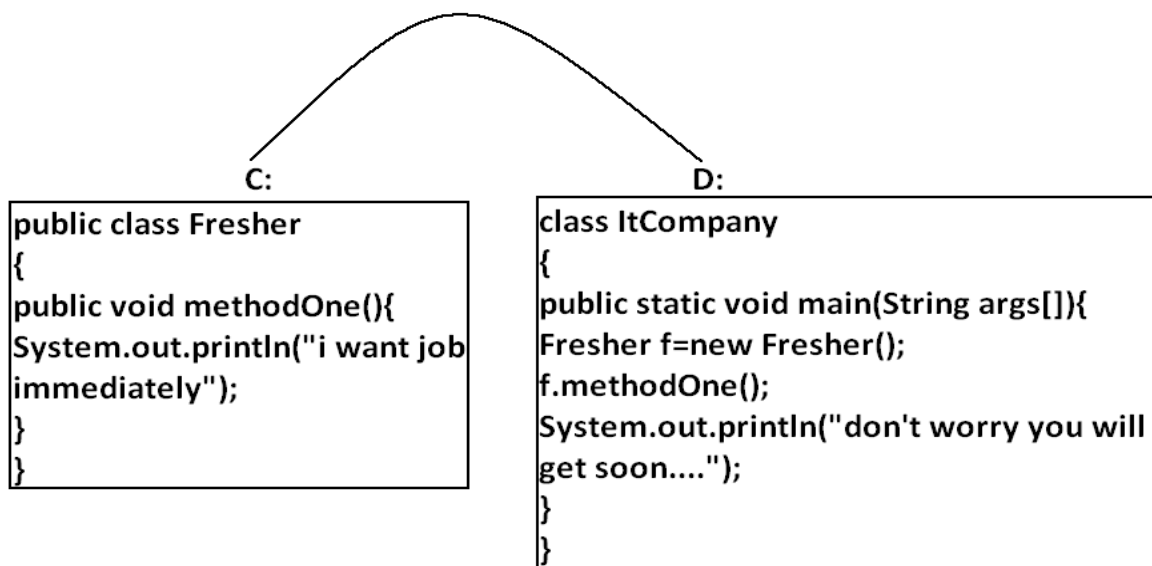 C:
public class Fresher
{
public void methodOne(){
System.out.println("i want job
immediately");
}
}
D:
class ItCompany
{
public static void main(String args[]){
Fresher f=new Fresher();
f.methodOne();
System.out.println("don't worry you will
get soon....");
}
}